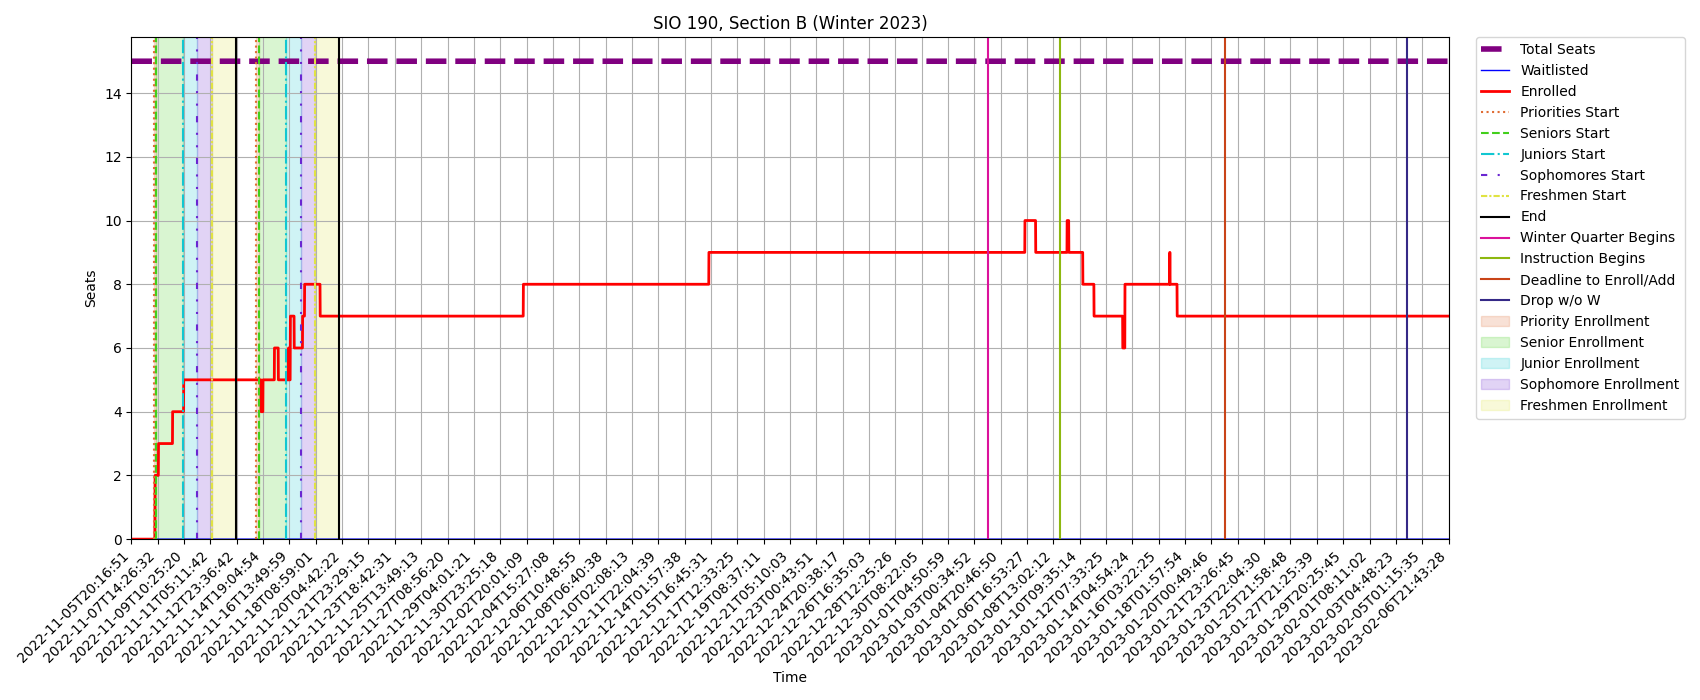 SIO 190, Section B (Winter 2023)
Seats
14
12
10
8
6
4
2
0
2022-11-05T20:16:51
2022-11-07T14:26:32
2022-11-09T10:25:20
2022-11-11T05:11:42
2022-11-12T23:36:42
2022-11-14T19:04:54
2022-11-16T13:49:59
2022-11-18T08:59:01
2022-11-20T04:42:22
2022-11-21T23:29:15
2022-11-23T18:42:31
2022-11-25T13:49:13
2022-11-27T08:56:20
2022-11-29T04:01:21
2022-11-30T23:25:18
2022-12-02T20:01:09
2022-12-04T15:27:08
2022-12-06T10:48:55
2022-12-08T06:40:38
2022-12-10T02:08:13
2022-12-11T22:04:39
2022-12-14T01:57:38
2022-12-15T16:45:31
2022-12-17T12:33:25
2022-12-19T08:37:11
2022-12-21T05:10:03
2022-12-23T00:43:51
2022-12-24T20:38:17
2022-12-26T16:35:03
2022-12-28T12:25:26
2022-12-30T08:22:05
2023-01-01T04:50:59
2023-01-03T00:34:52
2023-01-04T20:46:50
2023-01-06T16:53:27
2023-01-08T13:02:12
2023-01-10T09:35:14
2023-01-12T07:33:25
2023-01-14T04:54:24
2023-01-16T03:22:25
2023-01-18T01:57:54
2023-01-20T00:49:46
2023-01-21T23:26:45
2023-01-23T22:04:30
2023-01-25T21:58:48
2023-01-27T21:25:39
2023-01-29T20:25:45
2023-02-01T08:11:02
2023-02-03T04:48:23
2023-02-05T01:15:35
2023-02-06T21:43:28
Time
Total Seats
Waitlisted
Enrolled
Priorities Start
Seniors Start
Juniors Start
Sophomores Start
Freshmen Start
End
Winter Quarter Begins
Instruction Begins
Deadline to Enroll/Add
Drop w/o W
Priority Enrollment
Senior Enrollment
Junior Enrollment
Sophomore Enrollment
Freshmen Enrollment